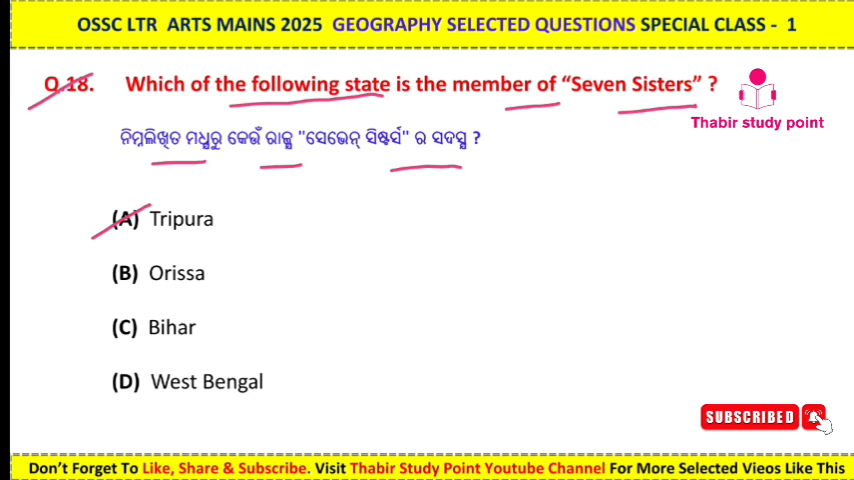 OSSC LTR ARTS MAINS 2025 GEOGRAPHY SELECTED QUESTIONS SPECIAL CLASS - 1
Q.18. Which of the following state is the member of “Seven Sisters” ?
Thabir study point
ନିମ୍ନଲିଖିତ ମଧ୍ଯରୁ କେଉଁ ରାଜ୍ଯ "ସେଭେନ୍ ସିଷ୍ଟର୍ସ" ର ସଦସ୍ଯ ?
(A) Tripura
(B) Orissa
(C) Bihar
(D) West Bengal
SUBSCRIBED
Don't Forget To Like, Share & Subscribe. Visit Thabir Study Point Youtube Channel For More Selected Vieos Like This